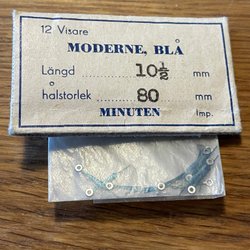 12 Visare
MODERNE, BLÅ
Längd 10½ mm
hålstorlek 80 mm
MINUTEN Imp.